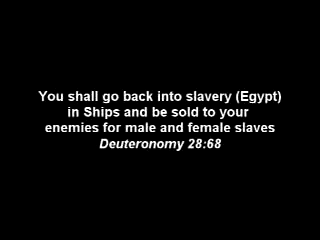 You shall go back into slavery (Egypt)
in Ships and be sold to your
enemies for male and female slaves
Deuteronomy 28:68